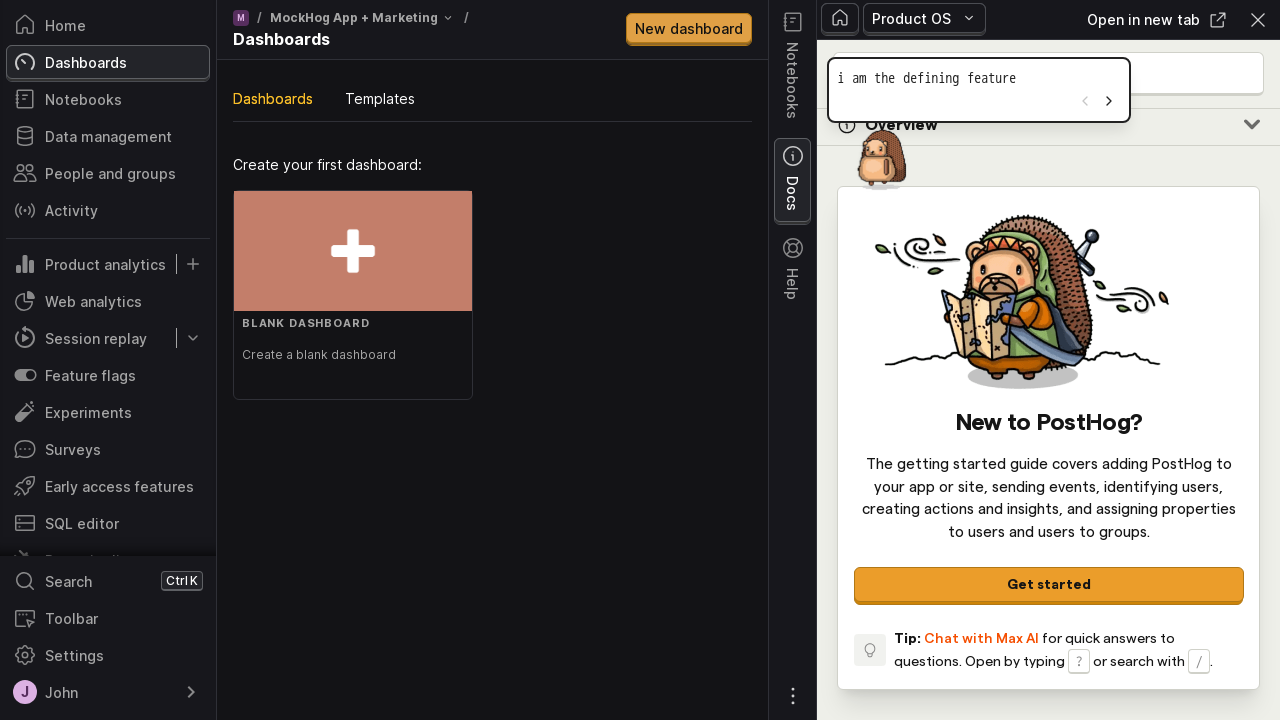 Home
Dashboards
Notebooks
Data management
People and groups
Activity
Product analytics
Web analytics
Session replay
Feature flags
Experiments
Surveys
Early access features
SQL editor
Search
Ctrl K
Toolbar
Settings
J
John
M / MockHog App + Marketing /
Dashboards
New dashboard
Dashboards
Templates
Create your first dashboard:
BLANK DASHBOARD
Create a blank dashboard
Notebooks
Docs
Help
Product OS
Open in new tab
i am the defining feature
Overview
New to PostHog?
The getting started guide covers adding PostHog to
your app or site, sending events, identifying users,
creating actions and insights, and assigning properties
to users and users to groups.
Get started
Tip: Chat with Max AI for quick answers to
questions. Open by typing ? or search with /.